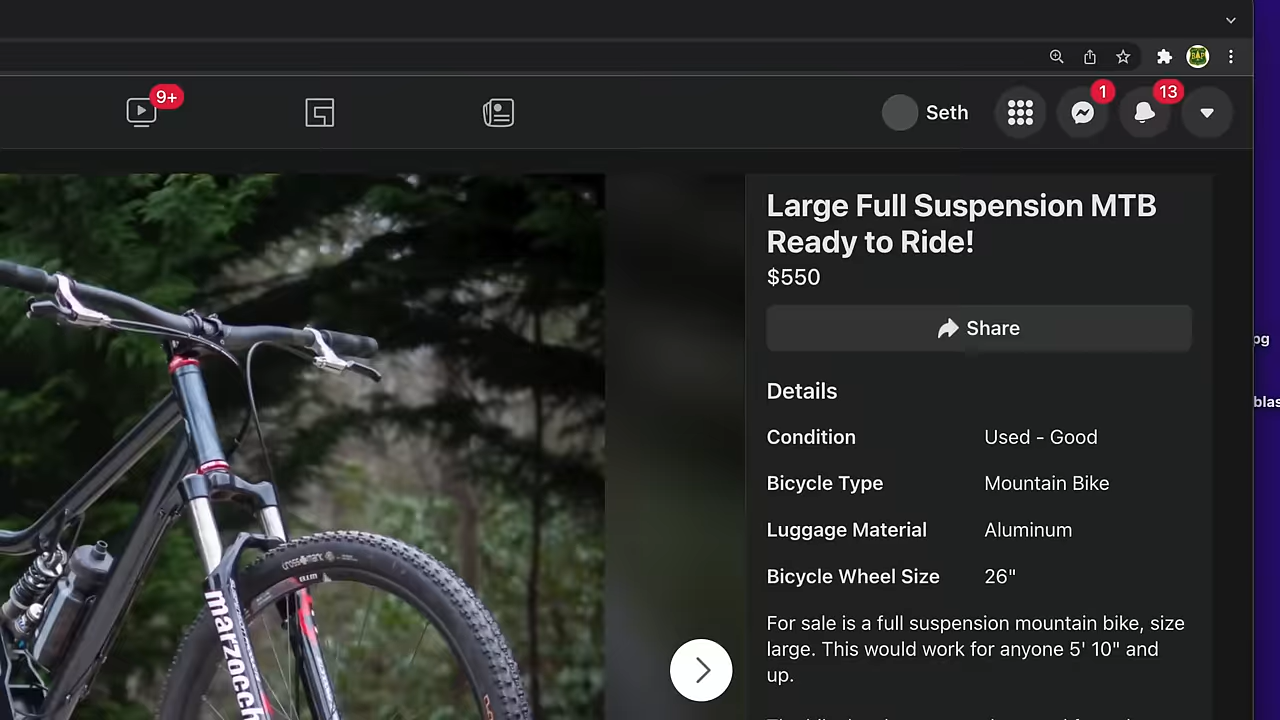 9+
Seth
1
13
Large Full Suspension MTB
Ready to Ride!
$550
Share
Details
Condition Used - Good
Bicycle Type Mountain Bike
Luggage Material Aluminum
Bicycle Wheel Size 26"
For sale is a full suspension mountain bike, size
large. This would work for anyone 5' 10" and
up.
marzocch